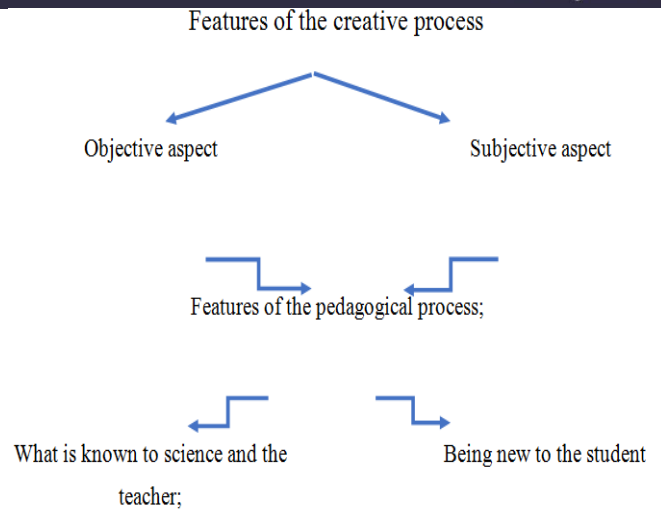 Features of the creative process
Objective aspect
Subjective aspect
Features of the pedagogical process;
What is known to science and the
teacher;
Being new to the student